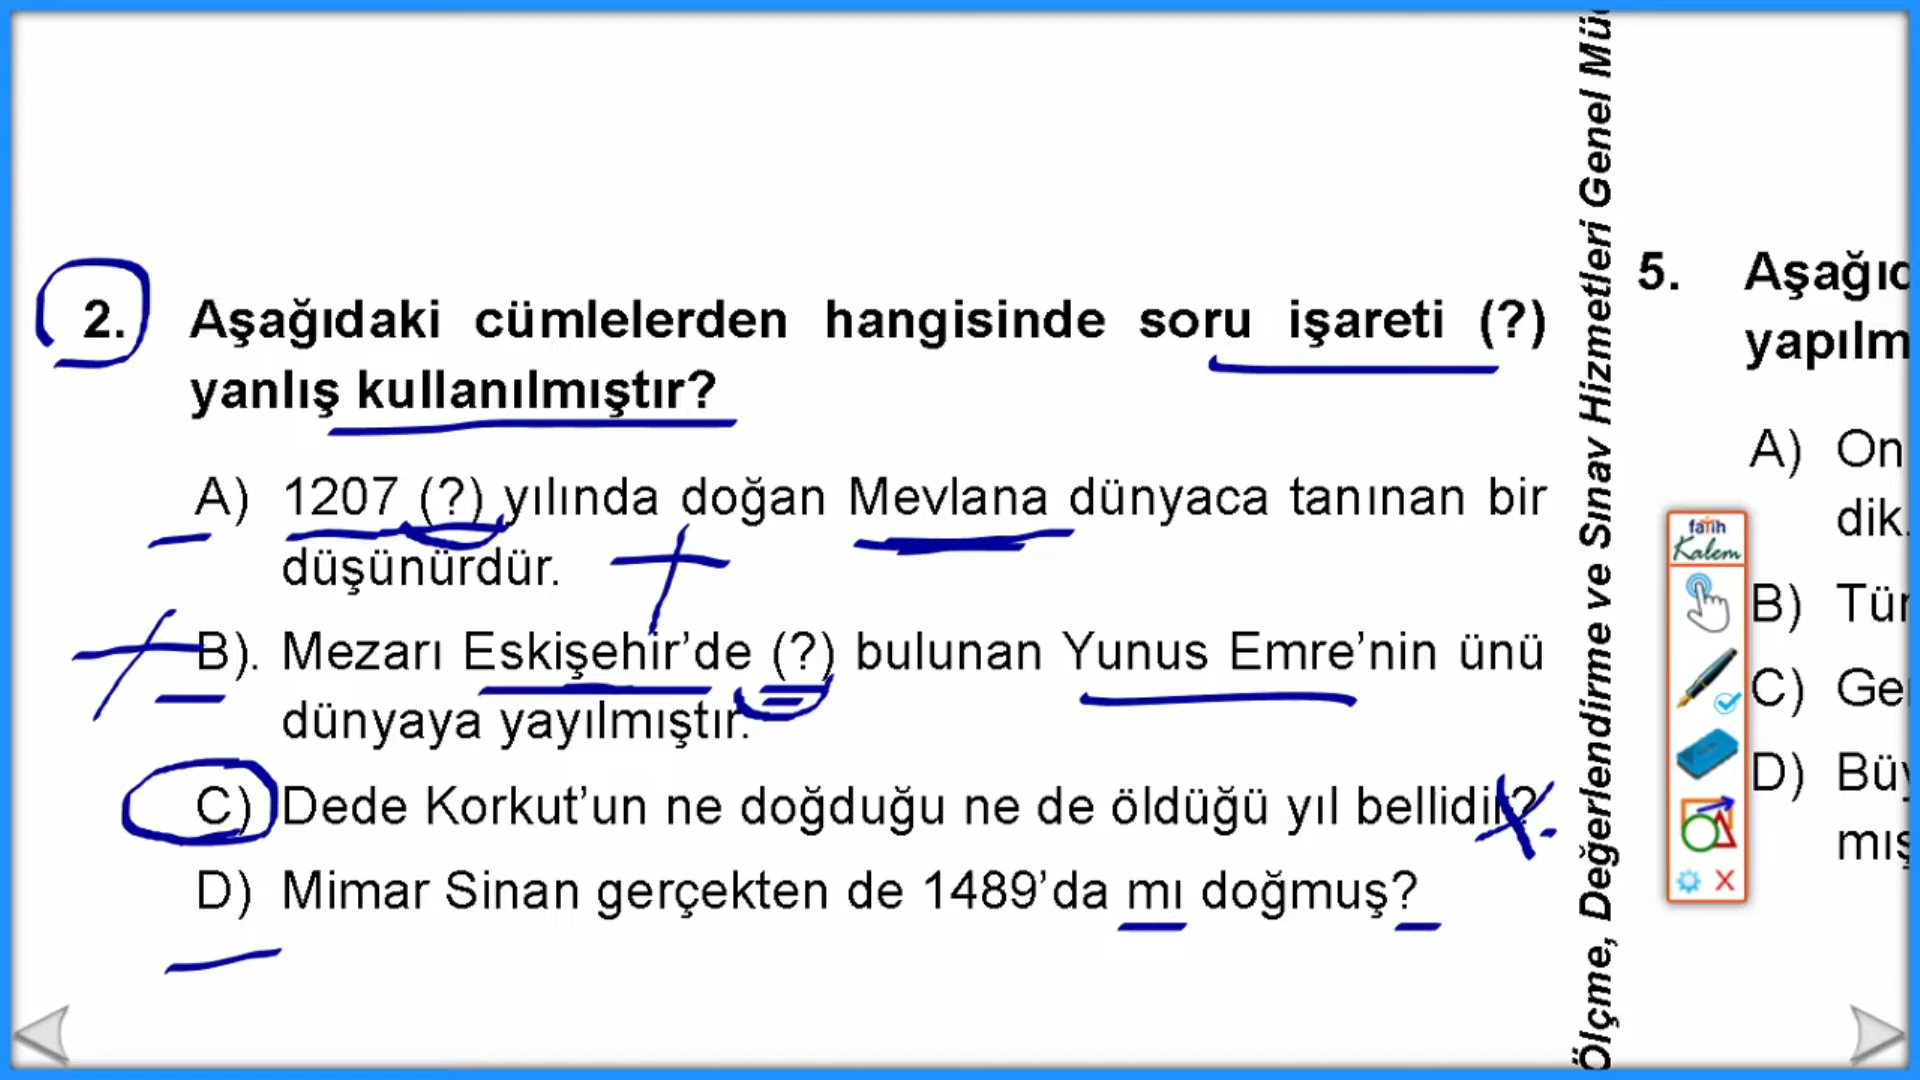 2. Aşağıdaki cümlelerden hangisinde soru işareti (?)
yanlış kullanılmıştır?
A) 1207 (?) yılında doğan Mevlana dünyaca tanınan bir
düşünürdür.
B). Mezarı Eskişehir’de (?) bulunan Yunus Emre’nin ünü
dünyaya yayılmıştır.
C) Dede Korkut’un ne doğduğu ne de öldüğü yıl bellidir?
D) Mimar Sinan gerçekten de 1489’da mı doğmuş?
Ölçme, Değerlendirme ve Sınav Hizmetleri Genel
5.
yapılm
A) On
dik.
B) Tür
C) Ge
D)
mış
fatih
Kalem